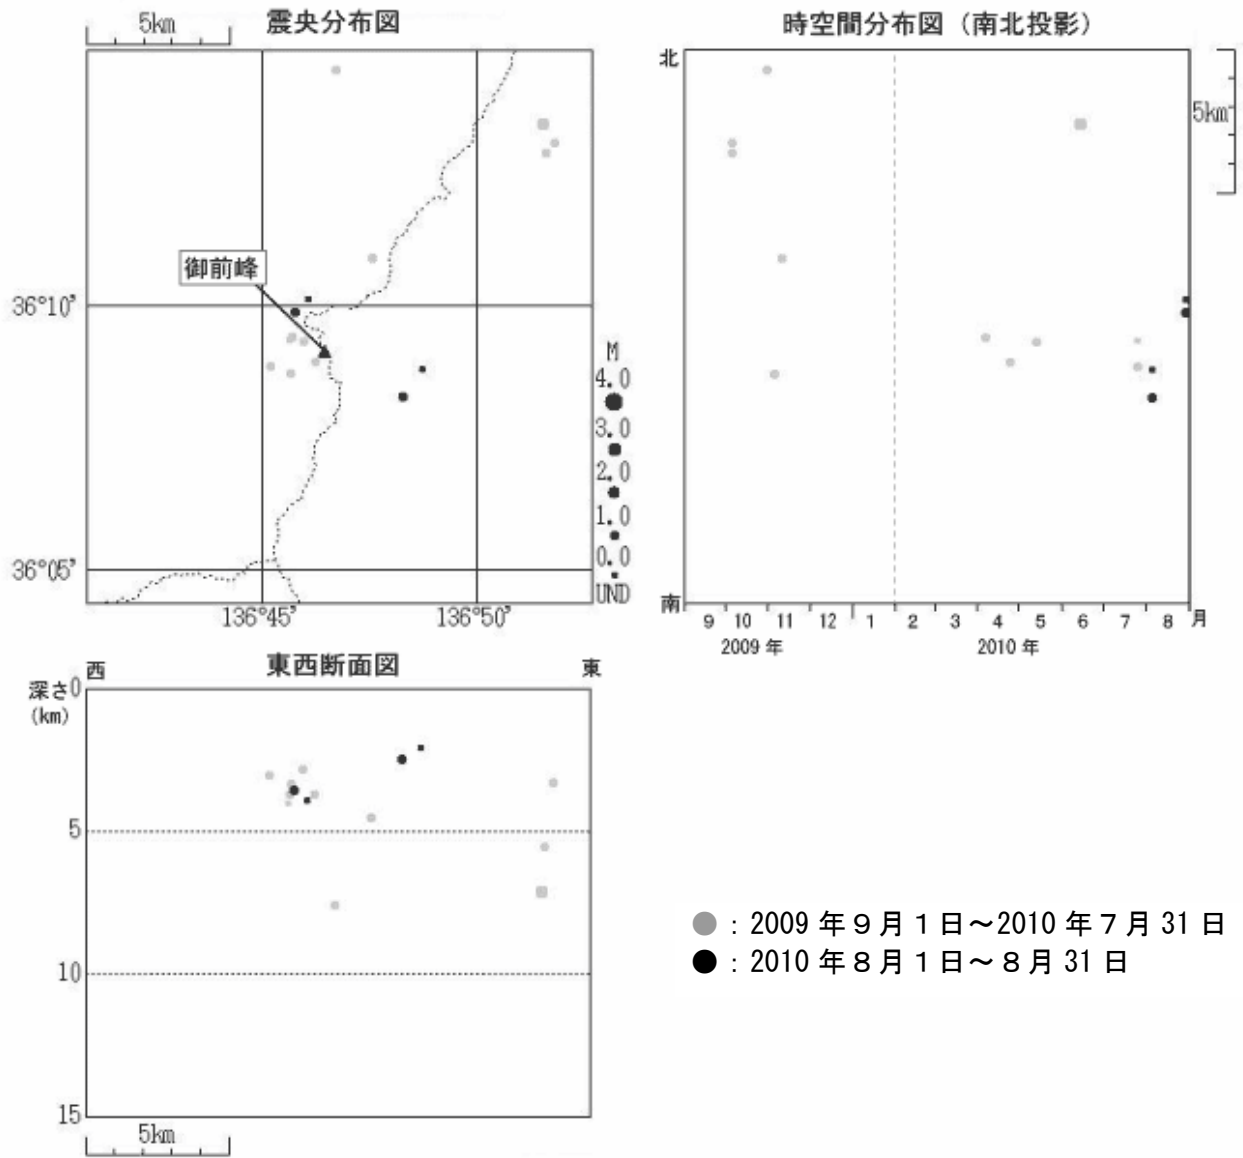 5km
震央分布図
御前峰
36°10’
36°05’
136°45’
136°50’
M
4.0
3.0
2.0
1.0
0.0
UND
時空間分布図（南北投影）
北
南
5km
9 10 11 12 1 2 3 4 5 6 7 8 月
2009 年 2010 年
東西断面図
西
東
深さ
(km)
0
5
10
15
5km
：2009 年９月１日～2010 年７月 31 日
：2010 年８月１日～８月 31 日